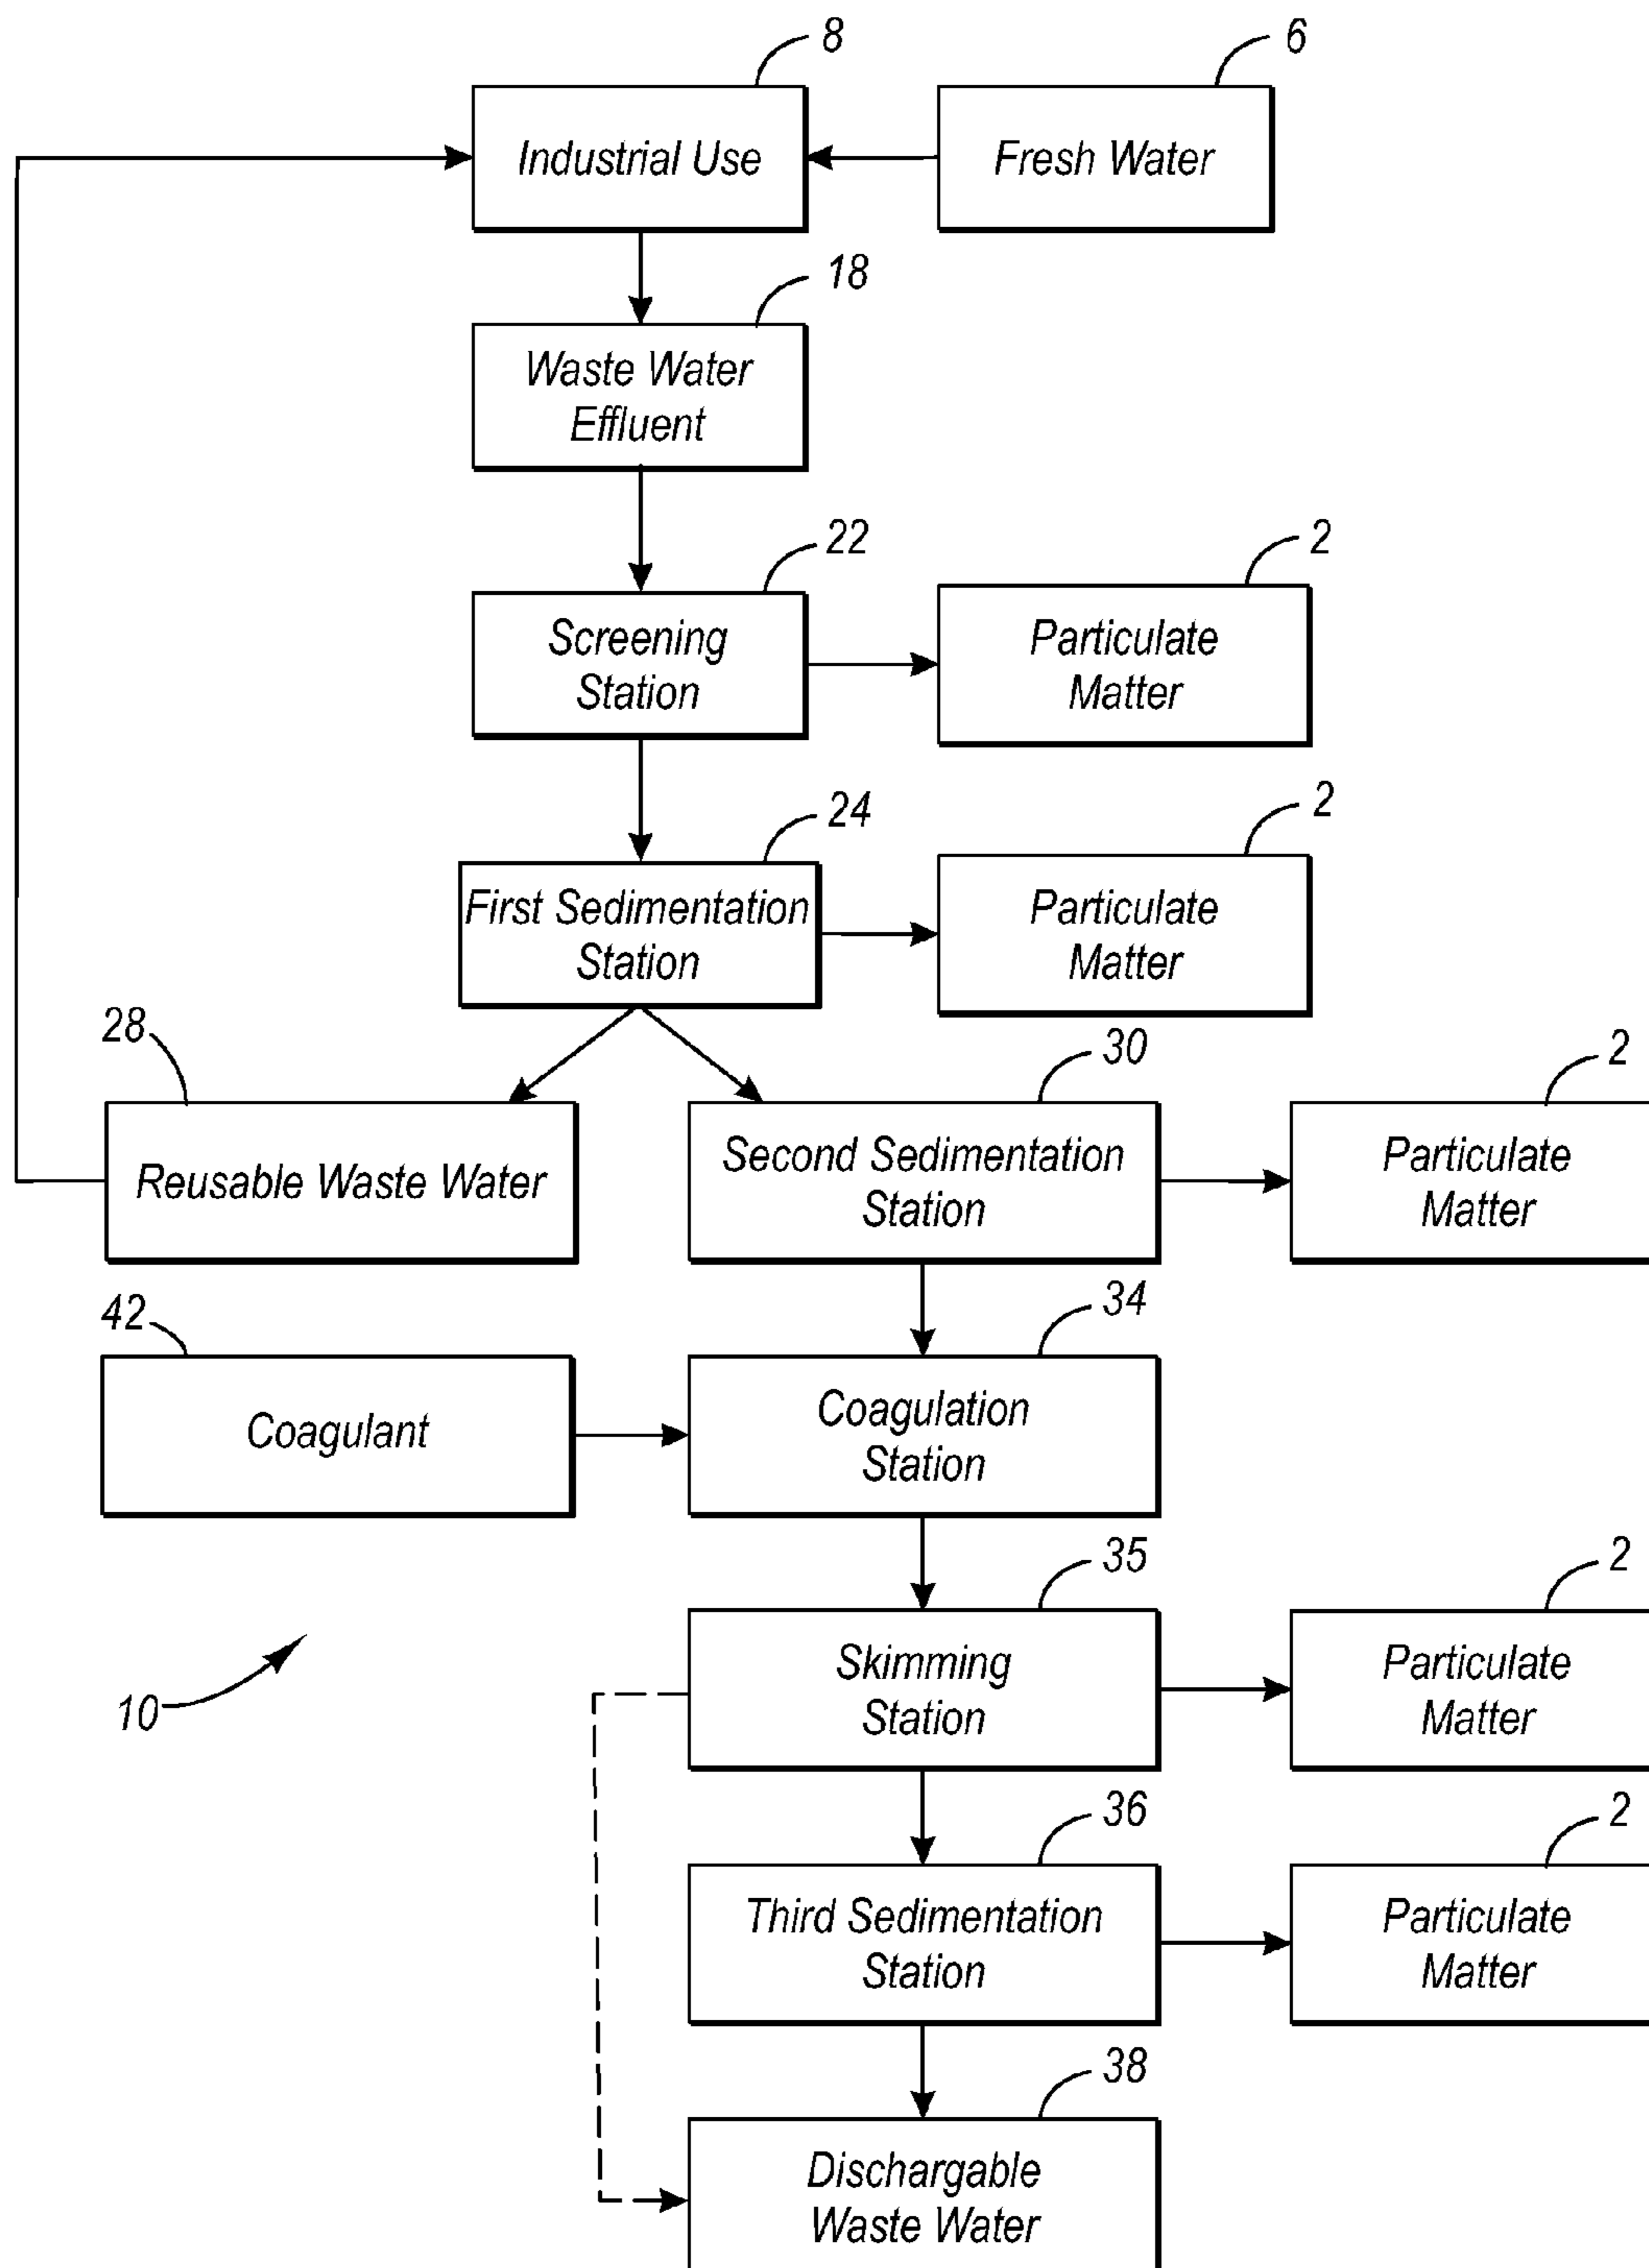 8
6
Industrial Use
Fresh Water
18
Waste Water
Effluent
22
2
Screening
Station
Particulate
Matter
24
2
First Sedimentation
Station
Particulate
Matter
28
30
2
Reusable Waste Water
Second Sedimentation
Station
Particulate
Matter
42
34
Coagulant
Coagulation
Station
35
2
Skimming
Station
Particulate
Matter
10
36
2
Third Sedimentation
Station
Particulate
Matter
38
Dischargable
Waste Water